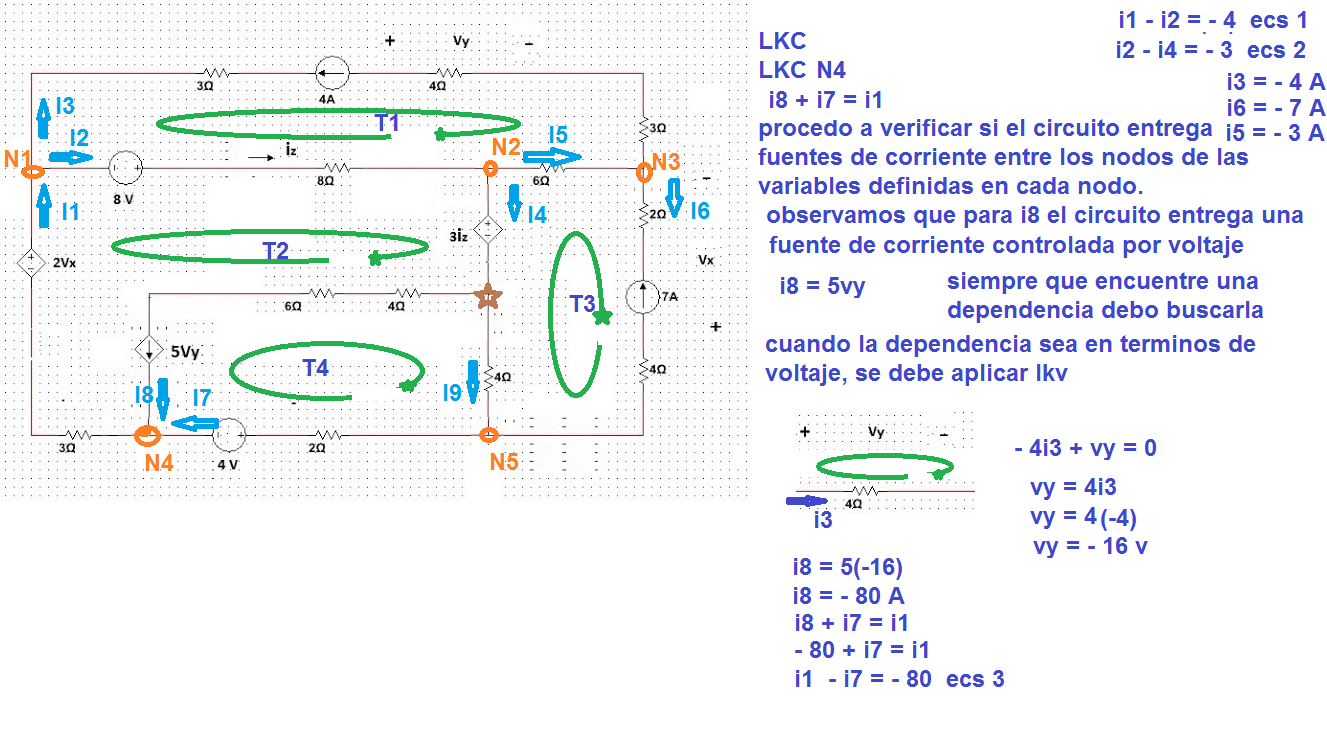 + Vy -
3Ω
4A
4Ω
I3
T1
3Ω
I2
iz
N1
N2
I5
N3
8 V
8Ω
6Ω
-
I1
I4
2Ω
I6
+
-
2Vx
T2
3iz
+
-
Vx
6Ω
4Ω
T3
7A
+
5Vy
T4
4Ω
4Ω
I8
I7
I9
3Ω
- +
2Ω
N4
4 V
N5
LKC
LKC N4
i8 + i7 = i1
procedo a verificar si el circuito entrega
fuentes de corriente entre los nodos de las
variables definidas en cada nodo.
observamos que para i8 el circuito entrega una
fuente de corriente controlada por voltaje
i8 = 5vy
siempre que encuentre una
dependencia debo buscarla
cuando la dependencia sea en terminos de
voltaje, se debe aplicar lkv
i1 - i2 = - 4 ecs 1
i2 - i4 = - 3 ecs 2
i3 = - 4 A
i6 = - 7 A
i5 = - 3 A
+ Vy -
4Ω
i3
- 4i3 + vy = 0
vy = 4i3
vy = 4 (-4)
vy = - 16 v
i8 = 5(-16)
i8 = - 80 A
i8 + i7 = i1
- 80 + i7 = i1
i1 - i7 = - 80 ecs 3